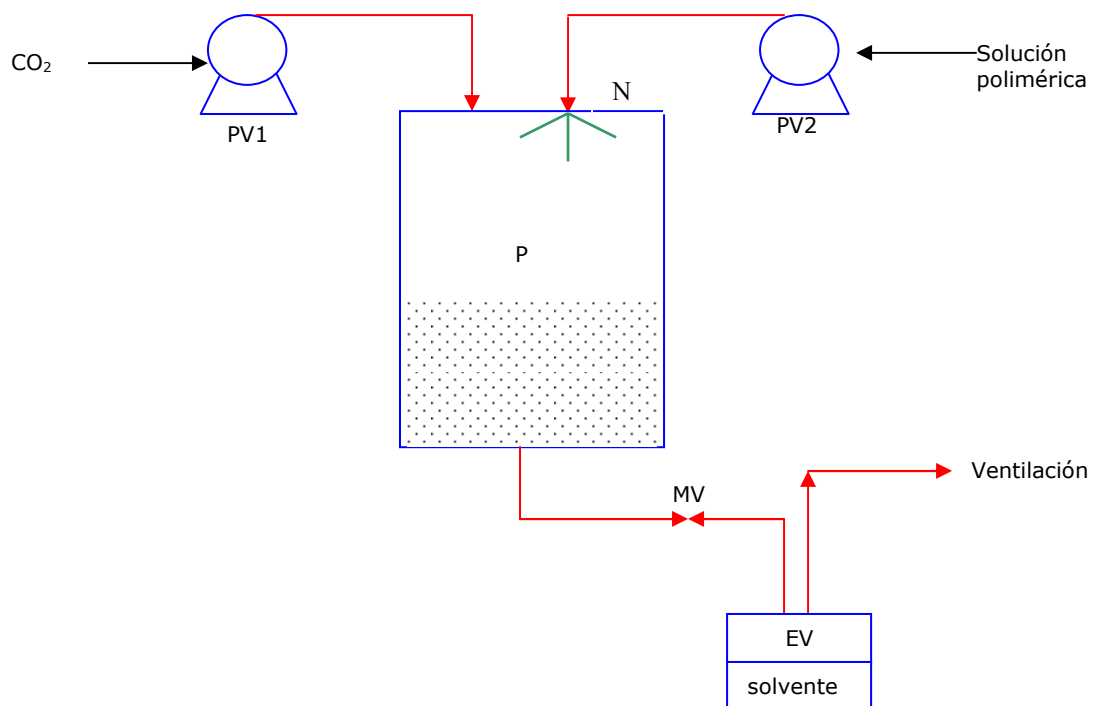 CO₂
Solución
polimérica
N
PV1
PV2
P
Ventilación
MV
EV
solvente